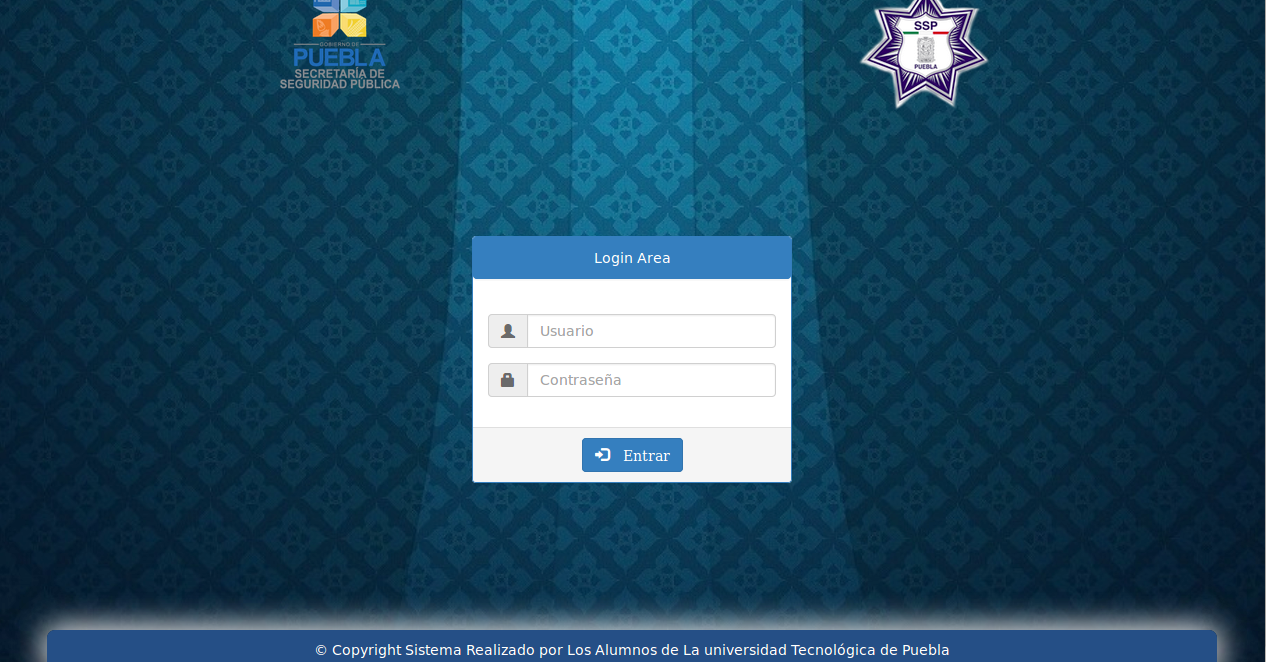 GOBIERNO DE
PUEBLA
SECRETARÍA DE
SEGURIDAD PÚBLICA
SSP
PUEBLA
Login Area
Usuario
Contraseña
Entrar
© Copyright Sistema Realizado por Los Alumnos de La universidad Tecnológica de Puebla